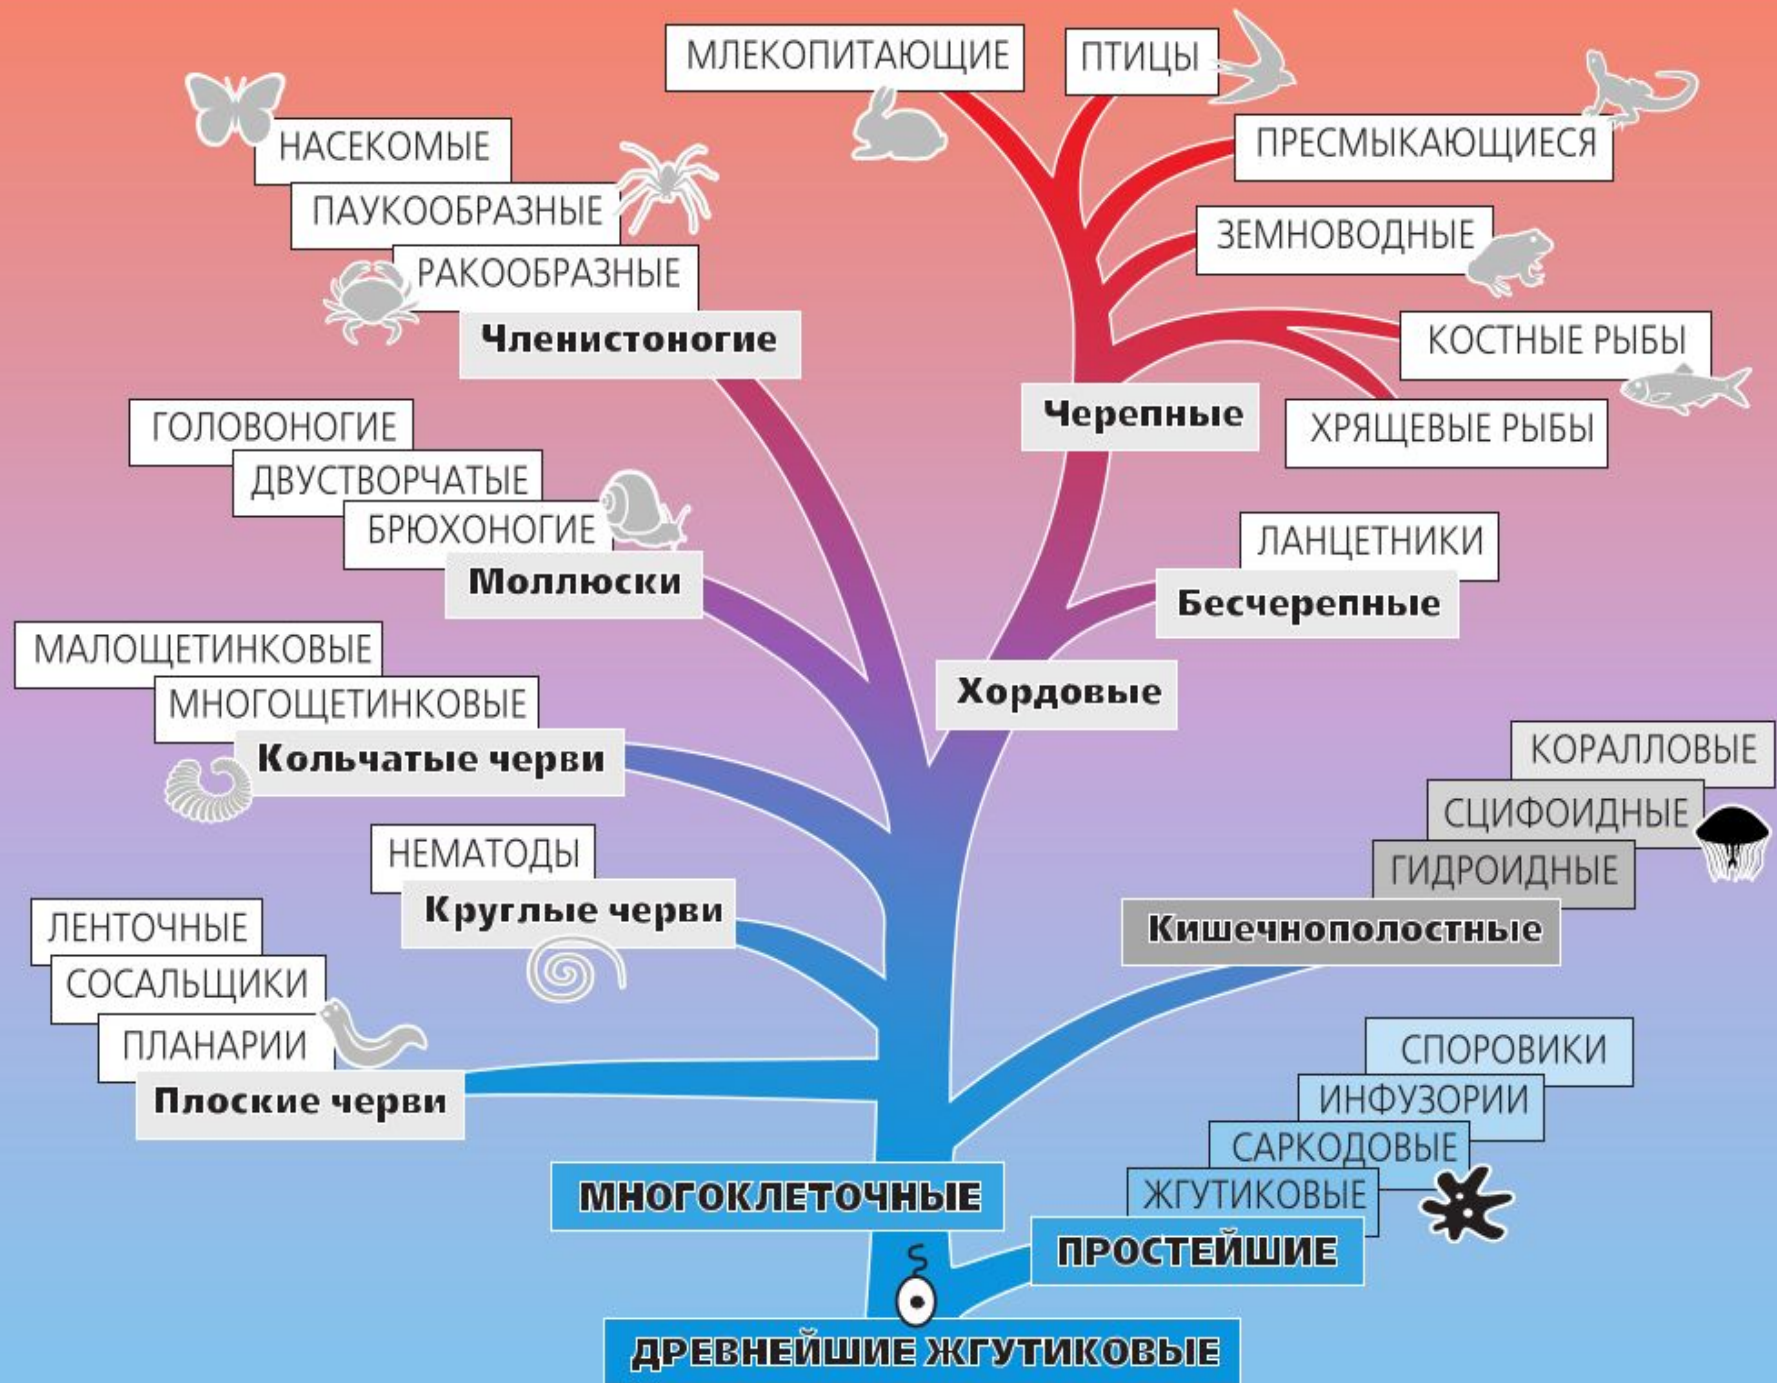 МЛЕКОПИТАЮЩИЕ
ПТИЦЫ
НАСЕКОМЫЕ
ПРЕСМЫКАЮЩИЕСЯ
ПАУКООБРАЗНЫЕ
ЗЕМНОВОДНЫЕ
РАКООБРАЗНЫЕ
Членистоногие
КОСТНЫЕ РЫБЫ
Черепные
ХРЯЩЕВЫЕ РЫБЫ
ГОЛОВОНОГИЕ
ДВУСТВОРЧАТЫЕ
БРЮХОНОГИЕ
Моллюски
ЛАНЦЕТНИКИ
Бесчерепные
МАЛОЩЕТИНКОВЫЕ
МНОГОЩЕТИНКОВЫЕ
Кольчатые черви
Хордовые
КОРАЛЛОВЫЕ
СЦИФОИДНЫЕ
ГИДРОИДНЫЕ
Кишечнополостные
НЕМАТОДЫ
Круглые черви
ЛЕНТОЧНЫЕ
СОСАЛЬЩИКИ
ПЛАНАРИИ
Плоские черви
СПОРОВИКИ
ИНФУЗОРИИ
САРКОДОВЫЕ
ЖГУТИКОВЫЕ
МНОГОКЛЕТОЧНЫЕ
ПРОСТЕЙШИЕ
ДРЕВНЕЙШИЕ ЖГУТИКОВЫЕ